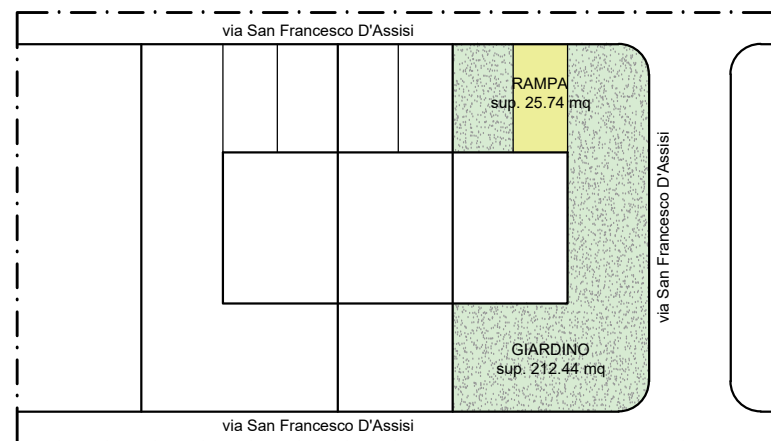 via San Francesco D'Assisi
RAMPA
sup. 25.74 mq
via San Francesco D'Assisi
GIARDINO
sup. 212.44 mq
via San Francesco D'Assisi